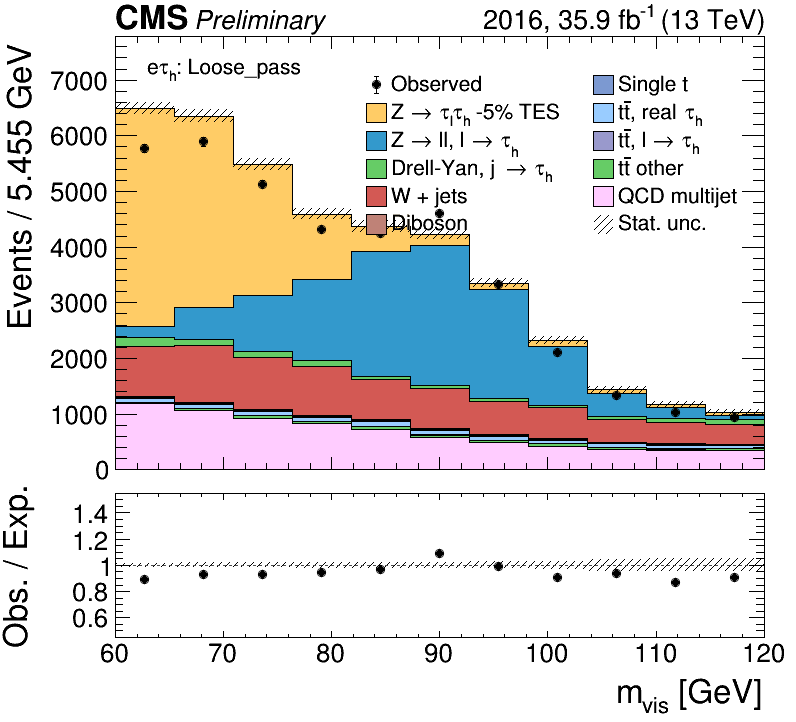 CMS Preliminary 2016, 35.9 fb⁻¹ (13 TeV)
Events / 5.455 GeV
7000
6000
5000
4000
3000
2000
1000
0
eτh: Loose_pass
Observed
Z → τlτh -5% TES
Z → ll, l → τh
Drell-Yan, j → τh
W + jets
Diboson
Single t
tt̄, real τh
tt̄, l → τh
tt̄ other
QCD multijet
Stat. unc.
Obs. / Exp.
1.4
1.2
1
0.8
0.6
60 70 80 90 100 110 120
mvis [GeV]